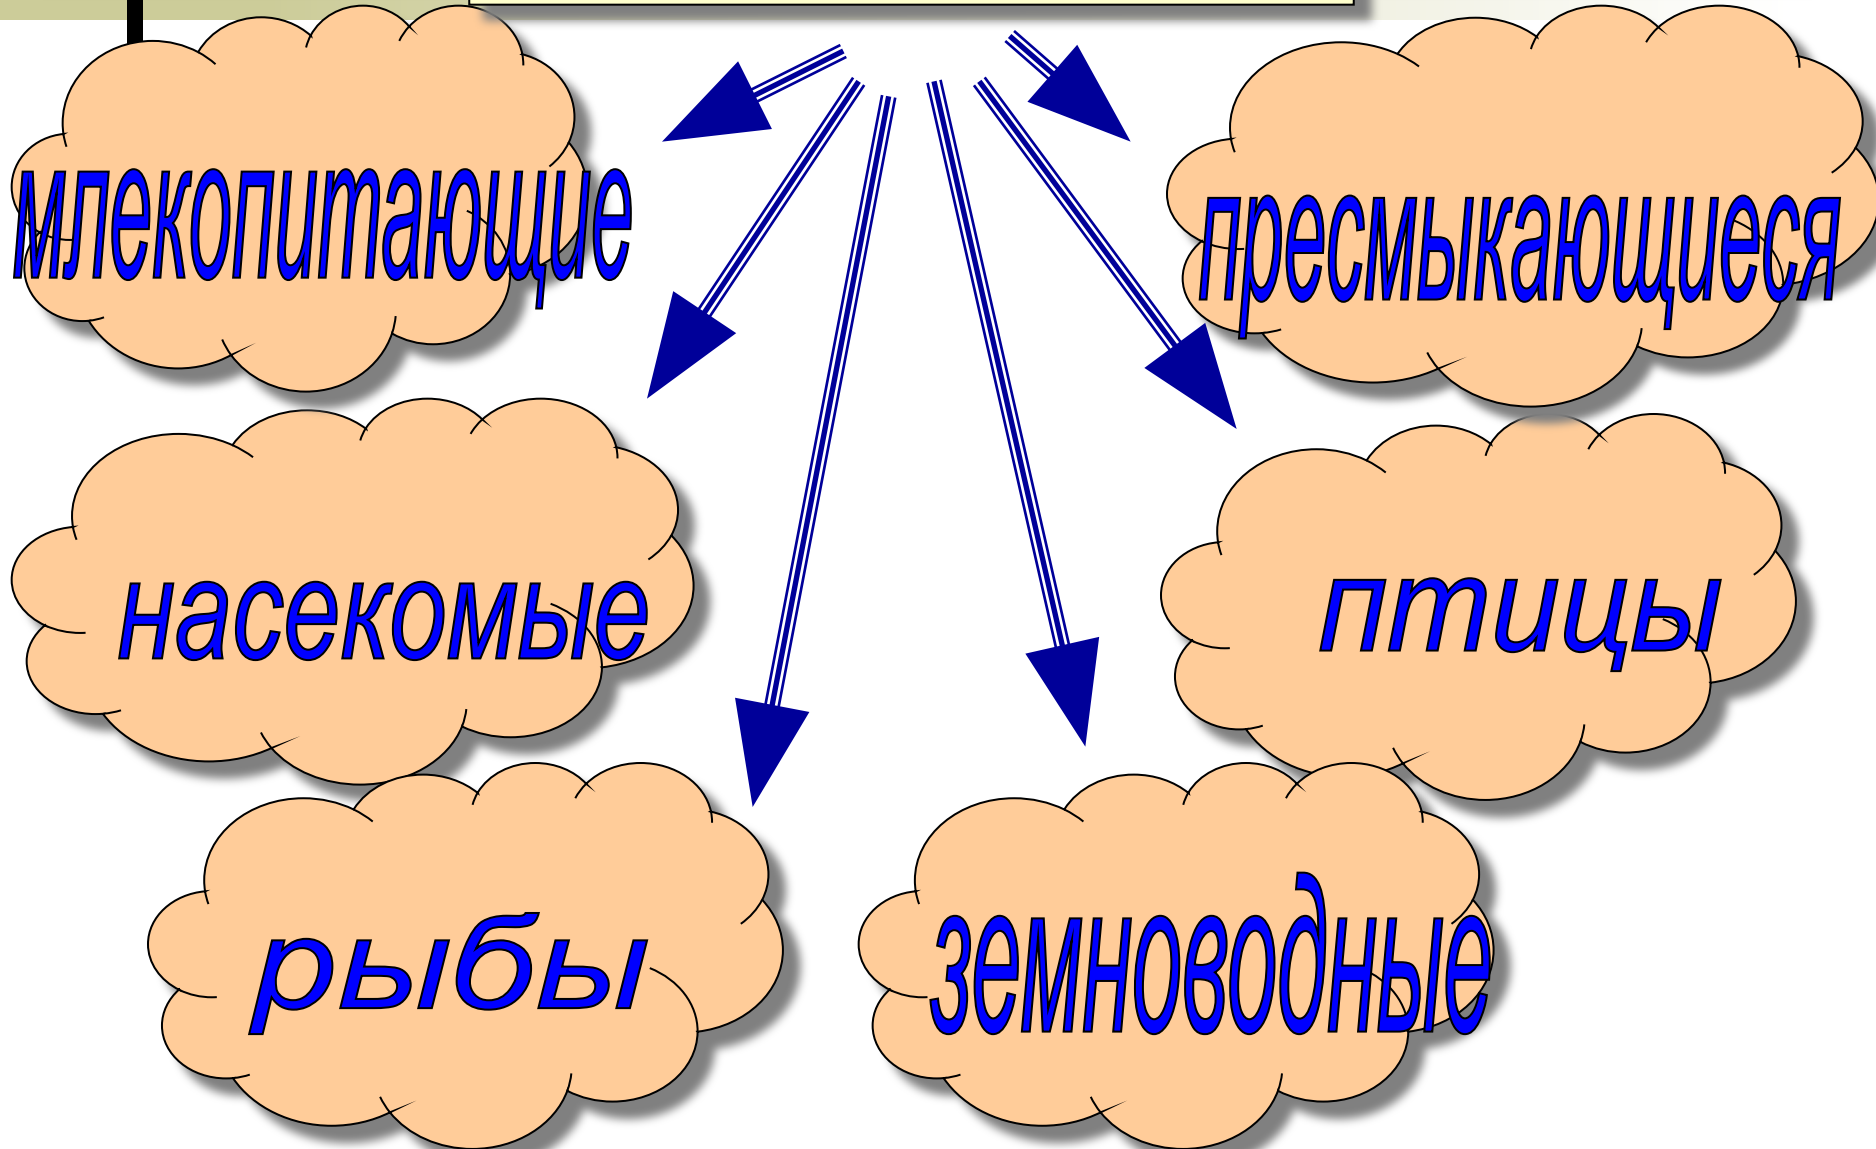 млекопитающие
пресмыкающиеся
насекомые
птицы
рыбы
земноводные